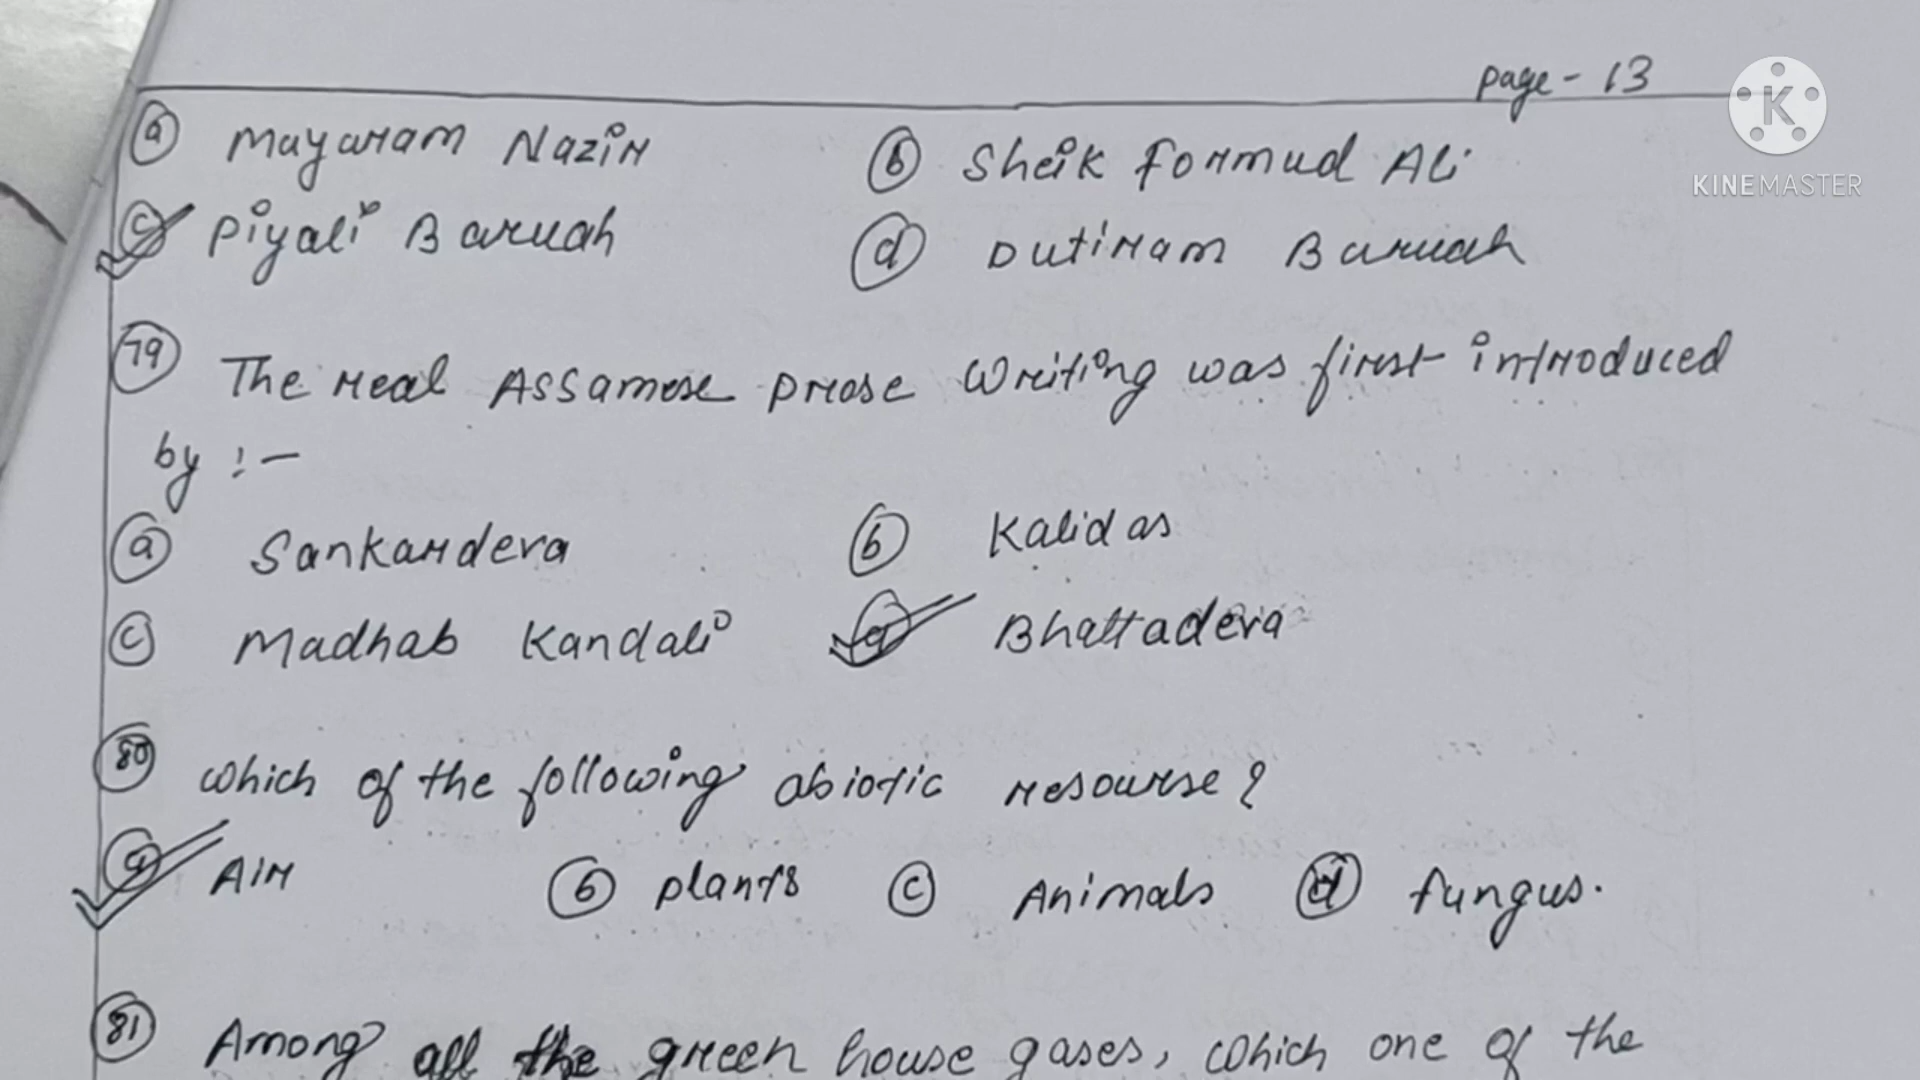 page - 13
K
KINEMASTER
(a) Mayaram Nazir (b) Sheik Formud Ali
(c) Piyali Baruah (d) Dutiram Baruah
(79) The real Assamese prose writing was first introduced
by :-
(a) Sankardeva (b) Kalidas
(c) Madhab Kandali (d) Bhattadeva
(80) Which of the following abiotic resourse?
(a) Air (b) plants (c) Animals (d) fungus.
(81) Among all the green house gases, which one of the